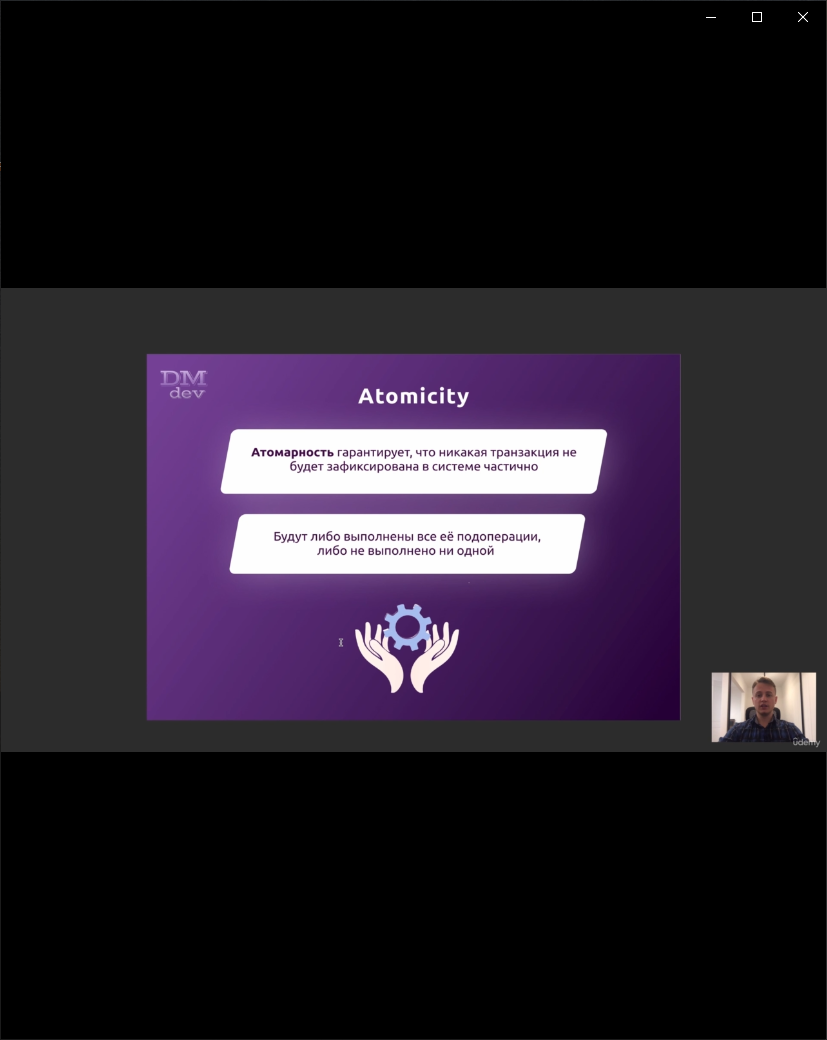 DM
dev
Atomicity
Атомарность гарантирует, что никакая транзакция не
будет зафиксирована в системе частично
Будут либо выполнены все её подоперации,
либо не выполнено ни одной
ûdemy